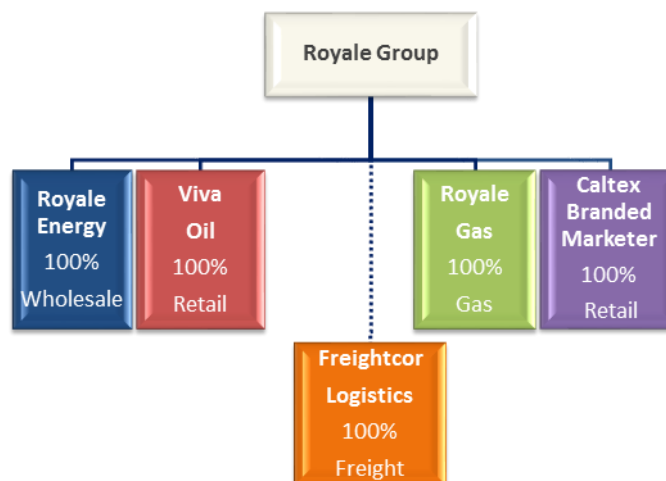 Royale Group
Royale
Energy
100%
Wholesale
Viva
Oil
100%
Retail
Royale
Gas
100%
Gas
Caltex
Branded
Marketer
100%
Retail
Freightcor
Logistics
100%
Freight